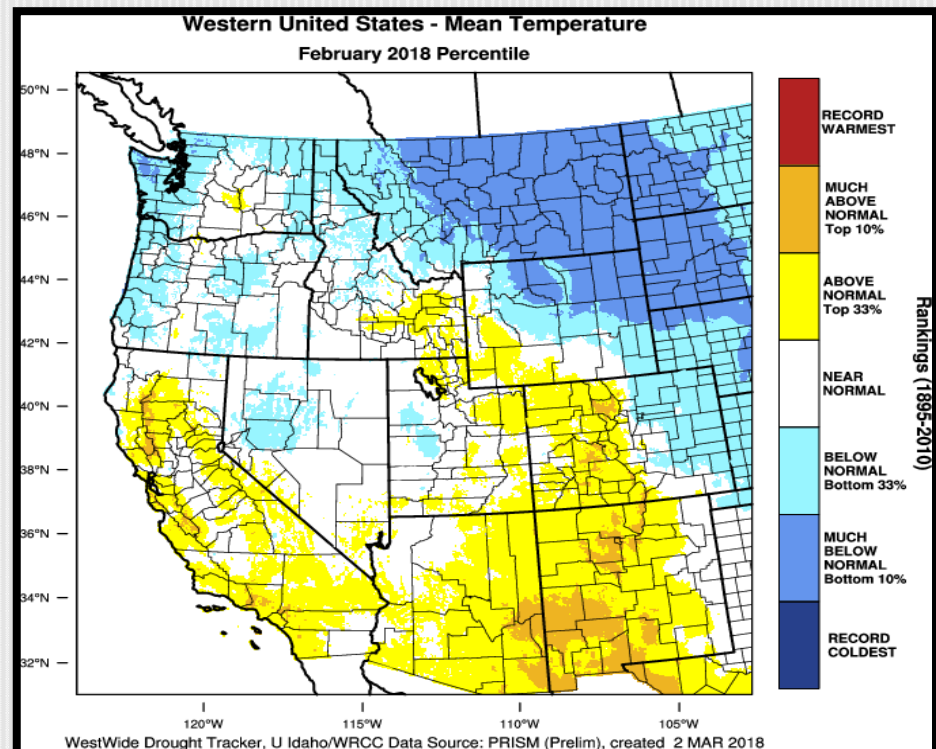 Western United States - Mean Temperature
February 2018 Percentile
50°N
48°N
46°N
44°N
42°N
40°N
38°N
36°N
34°N
32°N
120°W
115°W
110°W
105°W
RECORD
WARMEST
MUCH
ABOVE
NORMAL
Top 10%
ABOVE
NORMAL
Top 33%
NEAR
NORMAL
BELOW
NORMAL
Bottom 33%
MUCH
BELOW
NORMAL
Bottom 10%
RECORD
COLDEST
Rankings (1895-2010)
WestWide Drought Tracker, U Idaho/WRCC Data Source: PRISM (Prelim), created 2 MAR 2018